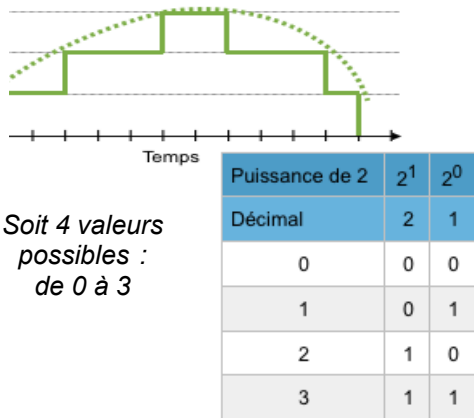 Temps
Soit 4 valeurs
possibles :
de 0 à 3
Puissance de 2 2¹ 2⁰
Décimal 2 1
0 0 0
1 0 1
2 1 0
3 1 1